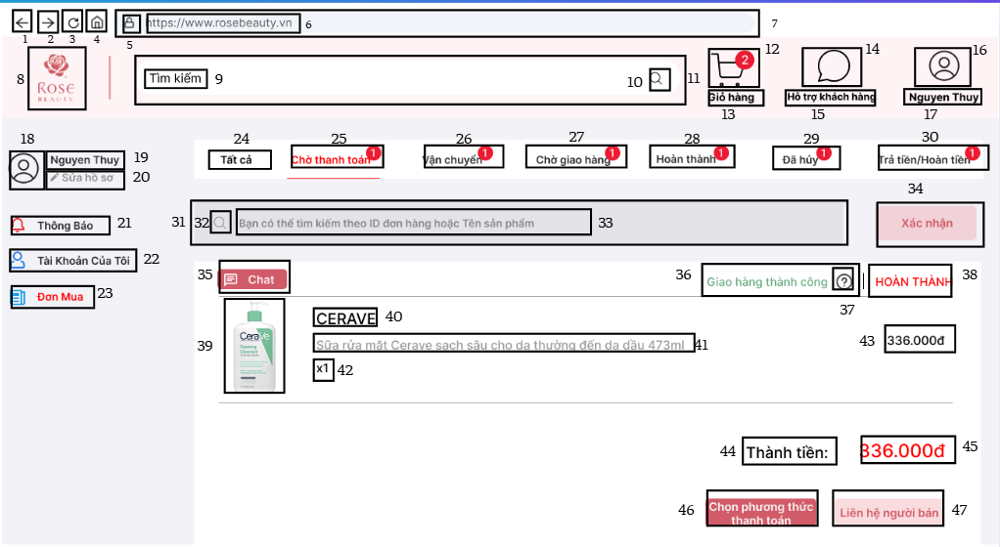 https://www.rosebeauty.vn
1 2 3 4 5 6 7
8 ROSE BEAUTY
Tìm kiếm 9 10 11
2 12
Giỏ hàng 13
14 Hỗ trợ khách hàng 15
16 Nguyen Thuy 17
18 Nguyen Thuy 19
Sửa hồ sơ 20
Thông Báo 21
Tài Khoản Của Tôi 22
Đơn Mua 23
24 25 26 27 28 29 30
Tất cả Chờ thanh toán 1 Vận chuyển 1 Chờ giao hàng 1 Hoàn thành 1 Đã hủy 1 Trả tiền/Hoàn tiền 1
31 32 Bạn có thể tìm kiếm theo ID đơn hàng hoặc Tên sản phẩm 33
34 Xác nhận
35 Chat 36 Giao hàng thành công 37 HOÀN THÀNH 38
39 CeraVe
Foaming Cleanser
CERAVE 40
Sữa rửa mặt Cerave sạch sâu cho da thường đến da dầu 473ml 41
x1 42
43 336.000đ
44 Thành tiền: 336.000đ 45
46 Chọn phương thức
thanh toán
Liên hệ người bán 47